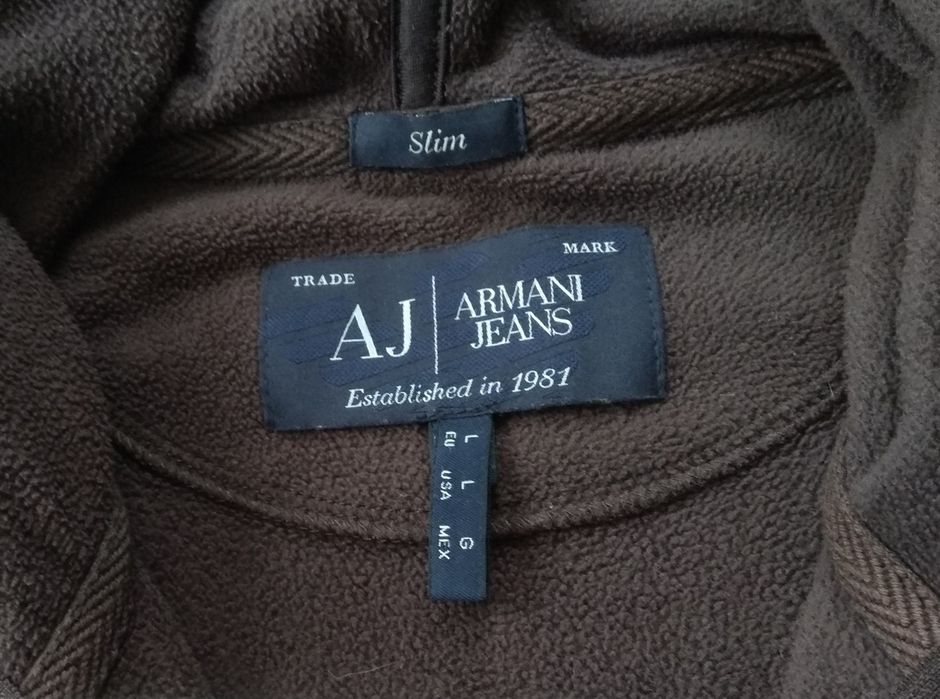 Slim
TRADE MARK
AJ ARMANI
JEANS
Established in 1981
L L G
EU USA MEX